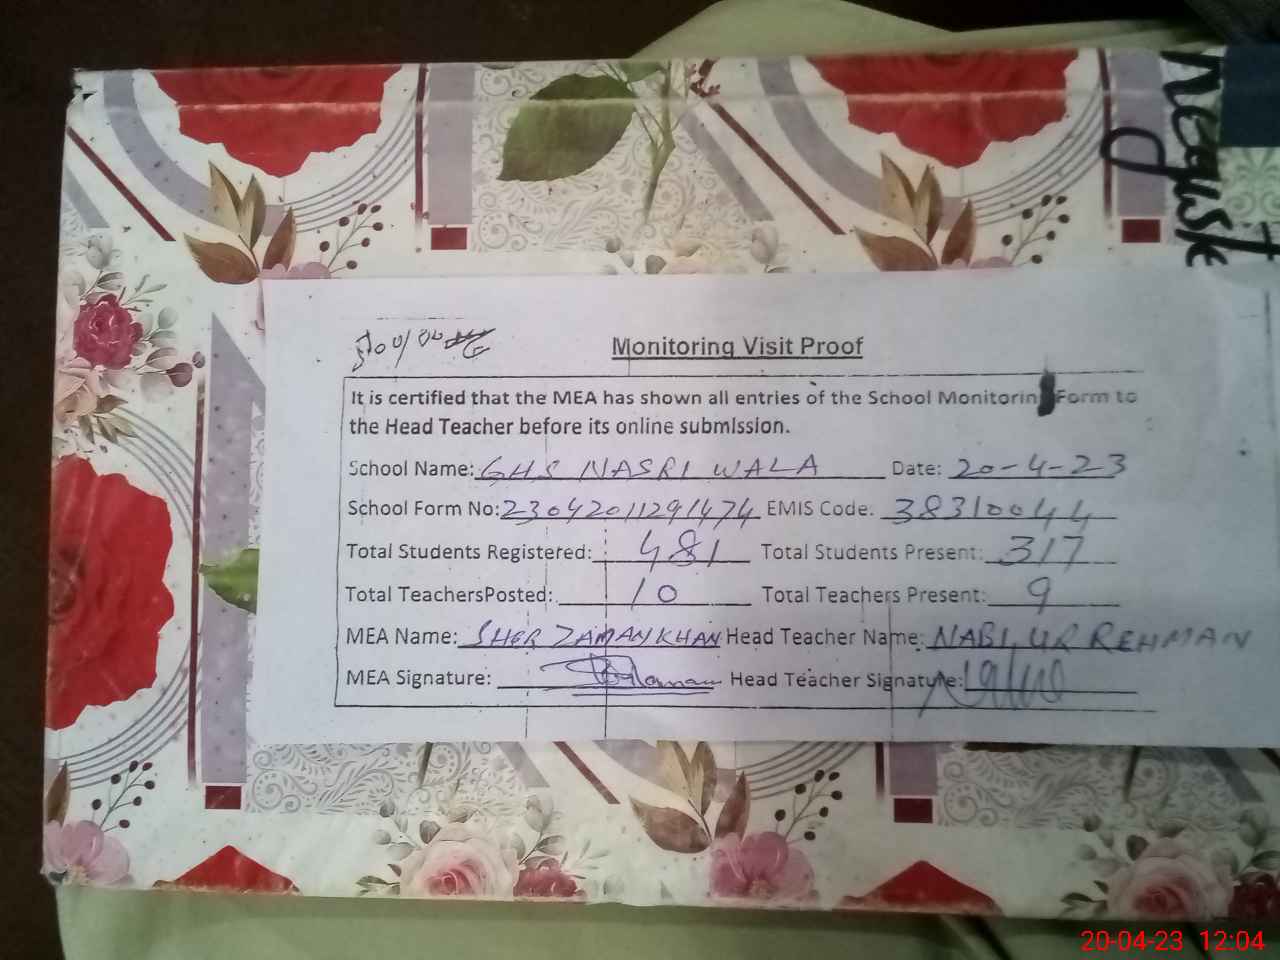 Monitoring Visit Proof
It is certified that the MEA has shown all entries of the School Monitorin Form to
the Head Teacher before its online submission.
School Name: GHS NASRI WALA Date: 20-4-23
School Form No: 23042011291474 EMIS Code: 38310044
Total Students Registered: 481 Total Students Present: 317
Total TeachersPosted: 10 Total Teachers Present: 9
MEA Name: SHER ZAMAN KHAN Head Teacher Name: NABI UR REHMAN
MEA Signature: Head Teacher Signature:
20-04-23 12:04